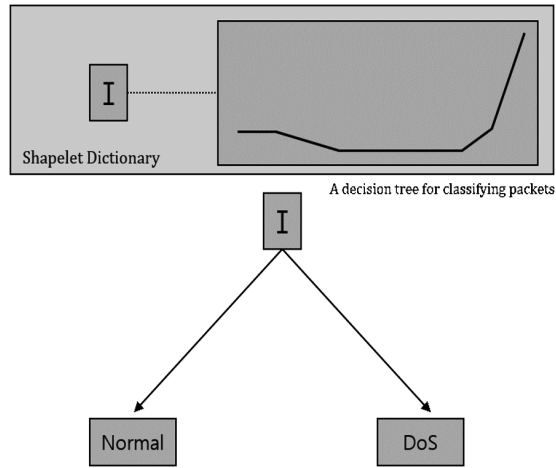 I
Shapelet Dictionary
A decision tree for classifying packets
I
Normal
DoS